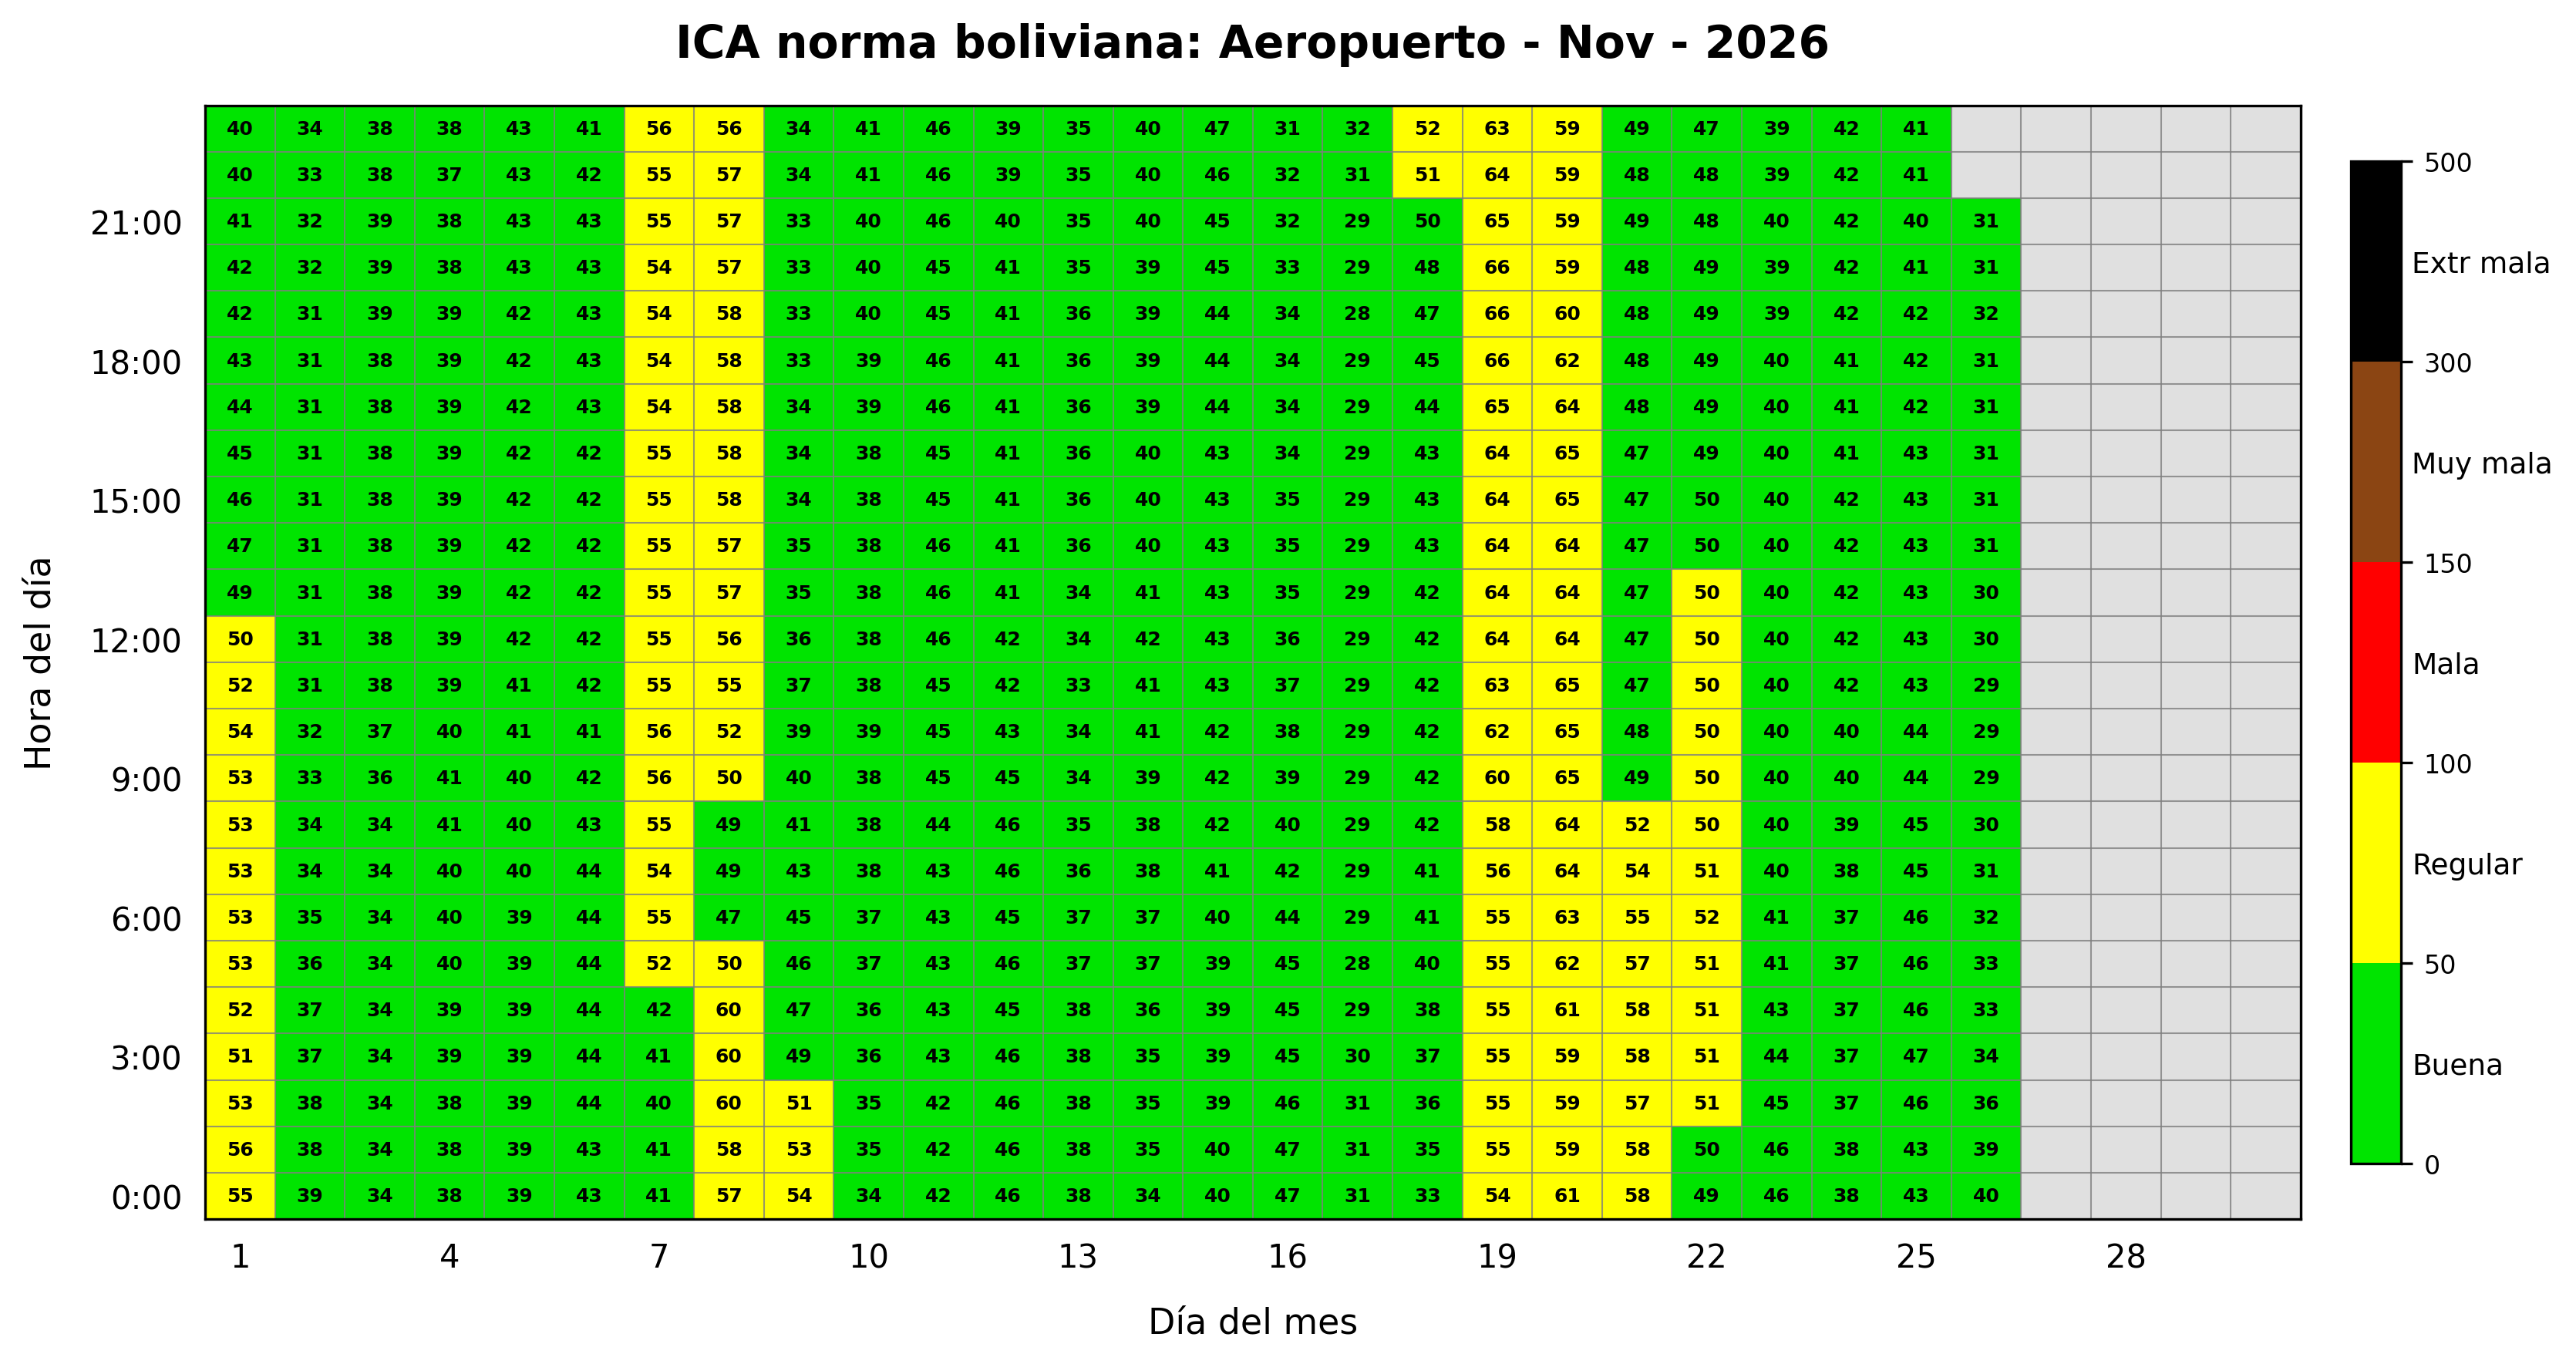 ICA norma boliviana: Aeropuerto - Nov - 2026
40 34 38 38 43 41 56 56 34 41 46 39 35 40 47 31 32 52 63 59 49 47 39 42 41
40 33 38 37 43 42 55 57 34 41 46 39 35 40 46 32 31 51 64 59 48 48 39 42 41
21:00 41 32 39 38 43 43 55 57 33 40 46 40 35 40 45 32 29 50 65 59 49 48 40 42 40 31
42 32 39 38 43 43 54 57 33 40 45 41 35 39 45 33 29 48 66 59 48 49 39 42 41 31
42 31 39 39 42 43 54 58 33 40 45 41 36 39 44 34 28 47 66 60 48 49 39 42 42 32
18:00 43 31 38 39 42 43 54 58 33 39 46 41 36 39 44 34 29 45 66 62 48 49 40 41 42 31
44 31 38 39 42 43 54 58 34 39 46 41 36 39 44 34 29 44 65 64 48 49 40 41 42 31
45 31 38 39 42 42 55 58 34 38 45 41 36 40 43 34 29 43 64 65 47 49 40 41 43 31
15:00 46 31 38 39 42 42 55 58 34 38 45 41 36 40 43 35 29 43 64 65 47 50 40 42 43 31
47 31 38 39 42 42 55 57 35 38 46 41 36 40 43 35 29 43 64 64 47 50 40 42 43 31
49 31 38 39 42 42 55 57 35 38 46 41 34 41 43 35 29 42 64 64 47 50 40 42 43 30
12:00 50 31 38 39 42 42 55 56 36 38 46 42 34 42 43 36 29 42 64 64 47 50 40 42 43 30
52 31 38 39 41 42 55 55 37 38 45 42 33 41 43 37 29 42 63 65 47 50 40 42 43 29
54 32 37 40 41 41 56 52 39 39 45 43 34 41 42 38 29 42 62 65 48 50 40 40 44 29
9:00 53 33 36 41 40 42 56 50 40 38 45 45 34 39 42 39 29 42 60 65 49 50 40 40 44 29
53 34 34 41 40 43 55 49 41 38 44 46 35 38 42 40 29 42 58 64 52 50 40 39 45 30
53 34 34 40 40 44 54 49 43 38 43 46 36 38 41 42 29 41 56 64 54 51 40 38 45 31
6:00 53 35 34 40 39 44 55 47 45 37 43 45 37 37 40 44 29 41 55 63 55 52 41 37 46 32
53 36 34 40 39 44 52 50 46 37 43 46 37 37 39 45 28 40 55 62 57 51 41 37 46 33
52 37 34 39 39 44 42 60 47 36 43 45 38 36 39 45 29 38 55 61 58 51 43 37 46 33
3:00 51 37 34 39 39 44 41 60 49 36 43 46 38 35 39 45 30 37 55 59 58 51 44 37 47 34
53 38 34 38 39 44 40 60 51 35 42 46 38 35 39 46 31 36 55 59 57 51 45 37 46 36
56 38 34 38 39 43 41 58 53 35 42 46 38 35 40 47 31 35 55 59 58 50 46 38 43 39
0:00 55 39 34 38 39 43 41 57 54 34 42 46 38 34 40 47 31 33 54 61 58 49 46 38 43 40
1 4 7 10 13 16 19 22 25 28
Día del mes
Hora del día
500
Extr mala
300
Muy mala
150
Mala
100
Regular
50
Buena
0